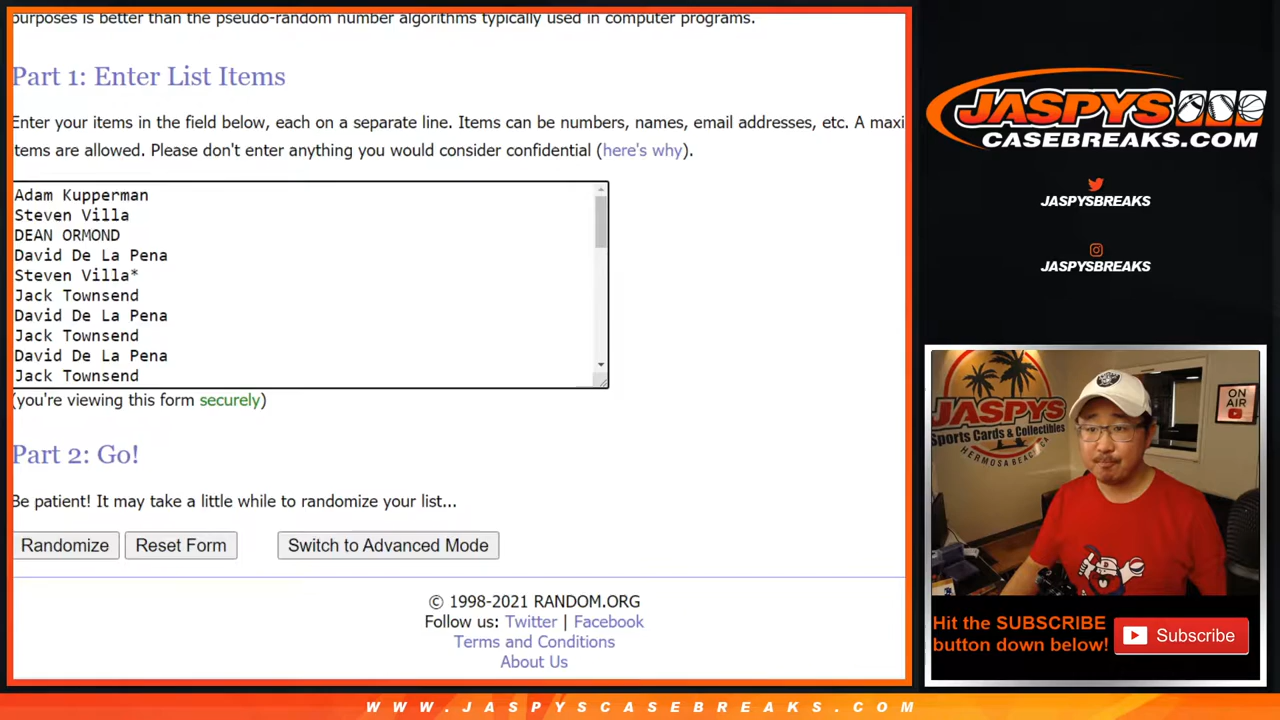 purposes is better than the pseudo-random number algorithms typically used in computer programs.
Part 1: Enter List Items
Enter your items in the field below, each on a separate line. Items can be numbers, names, email addresses, etc. A maxi
items are allowed. Please don't enter anything you would consider confidential (here's why).
Adam Kupperman
Steven Villa
DEAN ORMOND
David De La Pena
Steven Villa*
Jack Townsend
David De La Pena
Jack Townsend
David De La Pena
Jack Townsend
(you're viewing this form securely)
Part 2: Go!
Be patient! It may take a little while to randomize your list...
Randomize
Reset Form
Switch to Advanced Mode
© 1998-2021 RANDOM.ORG
Follow us: Twitter | Facebook
Terms and Conditions
About Us
JASPYS
CASEBREAKS.COM
JASPYSBREAKS
JASPYSBREAKS
JASPYS
Sports Cards & Collectibles
HERMOSA BEACH, CA
ON
AIR
Hit the SUBSCRIBE
button down below!
Subscribe
WWW.JASPYSCASEBREAKS.COM